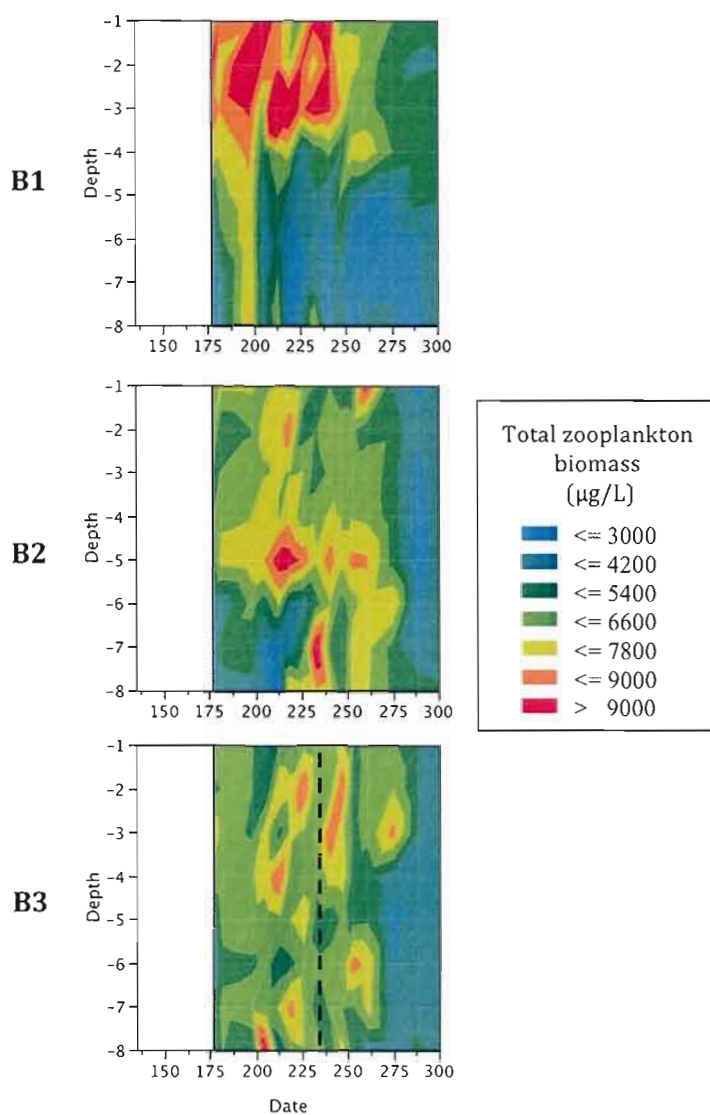 B1
Depth
-1
-2
-3
-4
-5
-6
-7
-8
150 175 200 225 250 275 300
B2
Depth
-1
-2
-3
-4
-5
-6
-7
-8
150 175 200 225 250 275 300
Total zooplankton
biomass
(µg/L)
<= 3000
<= 4200
<= 5400
<= 6600
<= 7800
<= 9000
> 9000
B3
Depth
-1
-2
-3
-4
-5
-6
-7
-8
150 175 200 225 250 275 300
Date